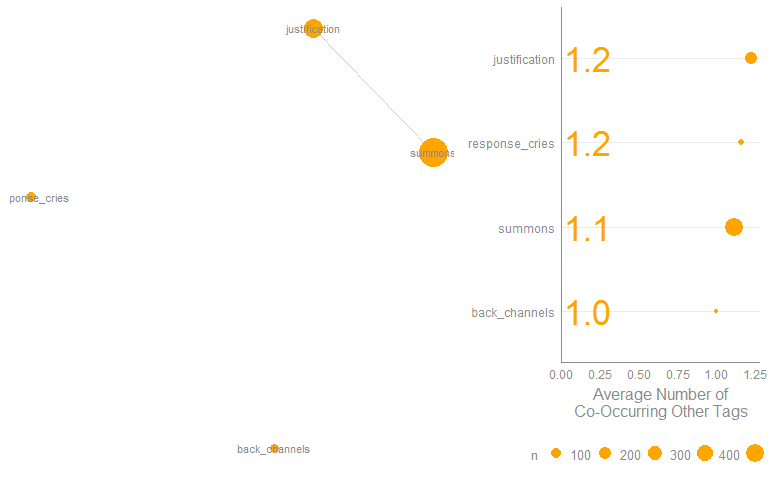 justification
summons
ponse_cries
back_channels
justification 1.2
response_cries 1.2
summons 1.1
back_channels 1.0
0.00 0.25 0.50 0.75 1.00 1.25
Average Number of
Co-Occurring Other Tags
n 100 200 300 400